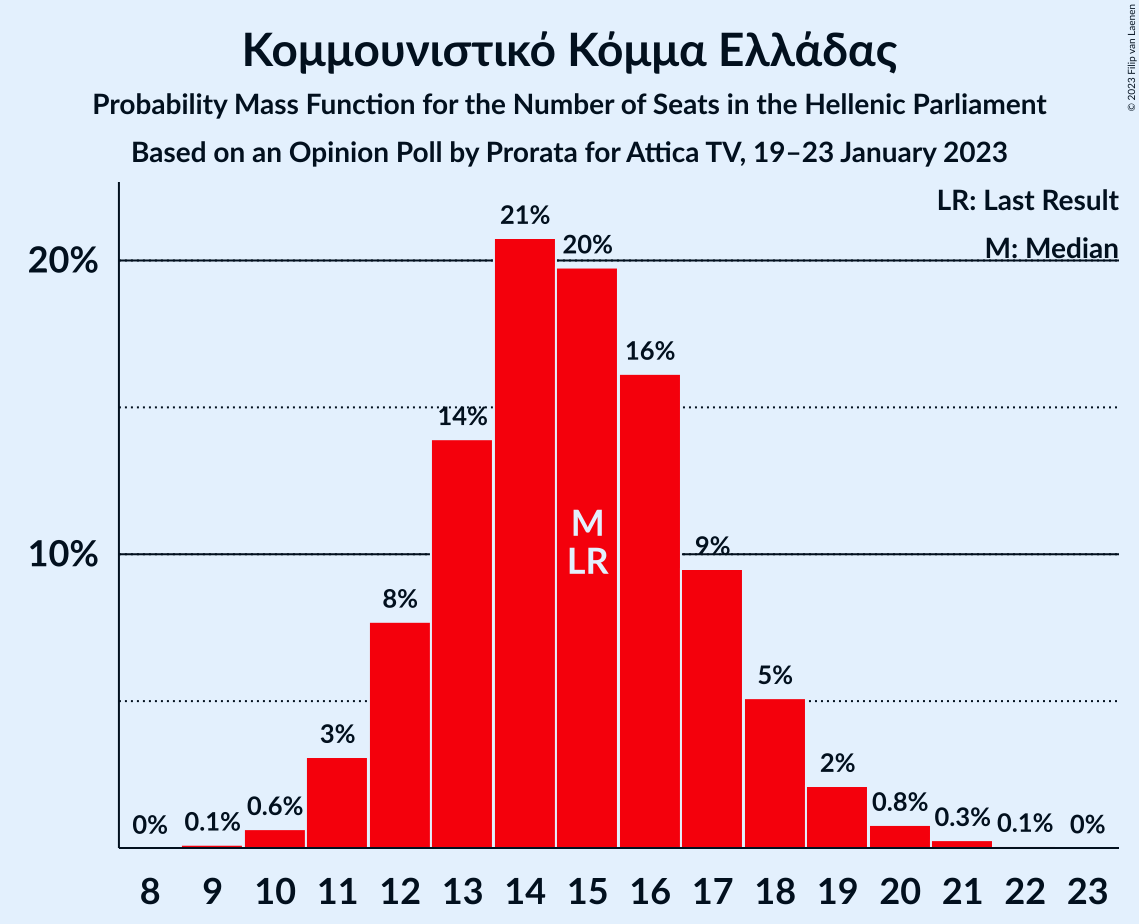 Κομμουνιστικό Κόμμα Ελλάδας
Probability Mass Function for the Number of Seats in the Hellenic Parliament
Based on an Opinion Poll by Prorata for Attica TV, 19–23 January 2023
© 2023 Filip van Laenen
LR: Last Result
M: Median
20%
10%
0%
0.1%
0.6%
3%
8%
14%
21%
20%
16%
9%
5%
2%
0.8%
0.3%
0.1%
0%
M
LR
8 9 10 11 12 13 14 15 16 17 18 19 20 21 22 23